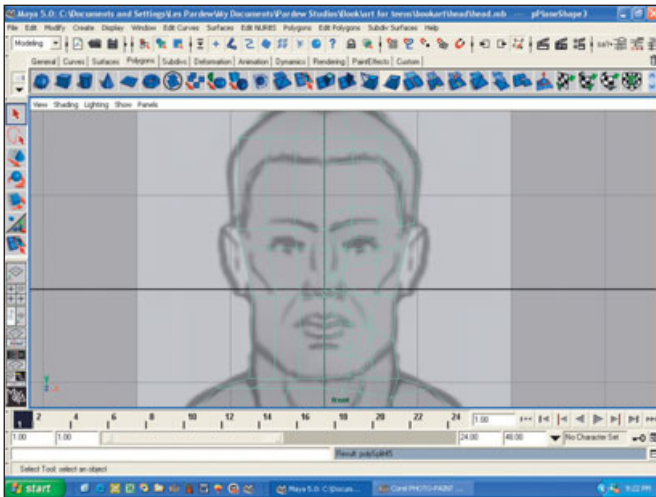 Maya 5.0: C:\Documents and Settings\Les Pardew\My Documents\Pardew Studios\Book\art for teens\bookart\head\head.mb --- pPlaneShape3
File Edit Modify Create Display Window Edit Curves Surfaces Edit NURBS Polygons Edit Polygons Subdiv Surfaces Help
Modeling
General Curves Surfaces Polygons Subdivs Deformation Animation Dynamics Rendering PaintEffects Custom
View Shading Lighting Show Panels
front
2 4 6 8 10 12 14 16 18 20 22 24 1.00
1
1.00 1.00 24.00 48.00 No Character Set
Result: polySplit45
Select Tool: select an object
start Maya 5.0: C:\Docum... Corel PHOTO-PAINT ... 9:22 PM